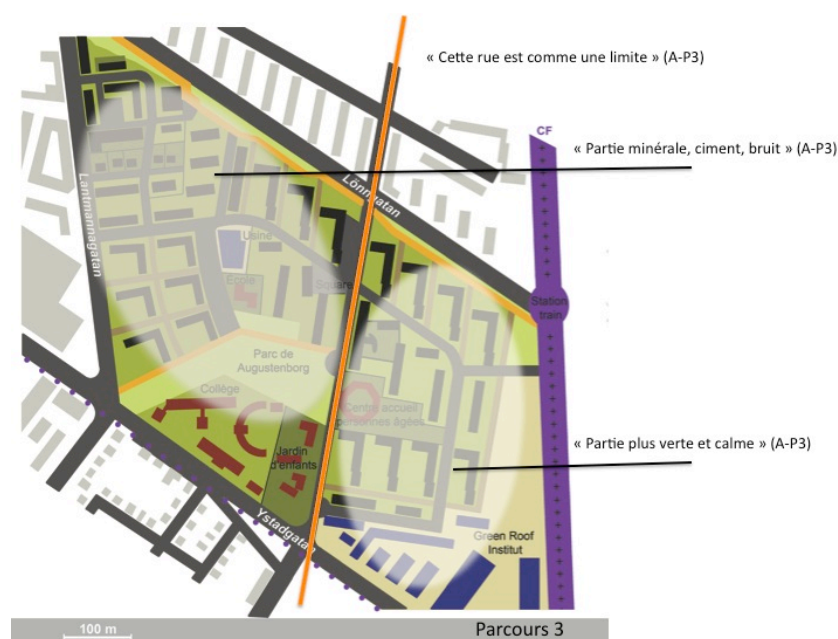 « Cette rue est comme une limite » (A-P3)
CF
« Partie minérale, ciment, bruit » (A-P3)
Lönngatan
Lantmannagatan
Usine
Ecole
Square
Station
train
Parc de
Augustenborg
Collège
Centre accueil
personnes âgées
« Partie plus verte et calme » (A-P3)
Jardin
d'enfants
Ystadgatan
Green Roof
Institut
100 m
Parcours 3